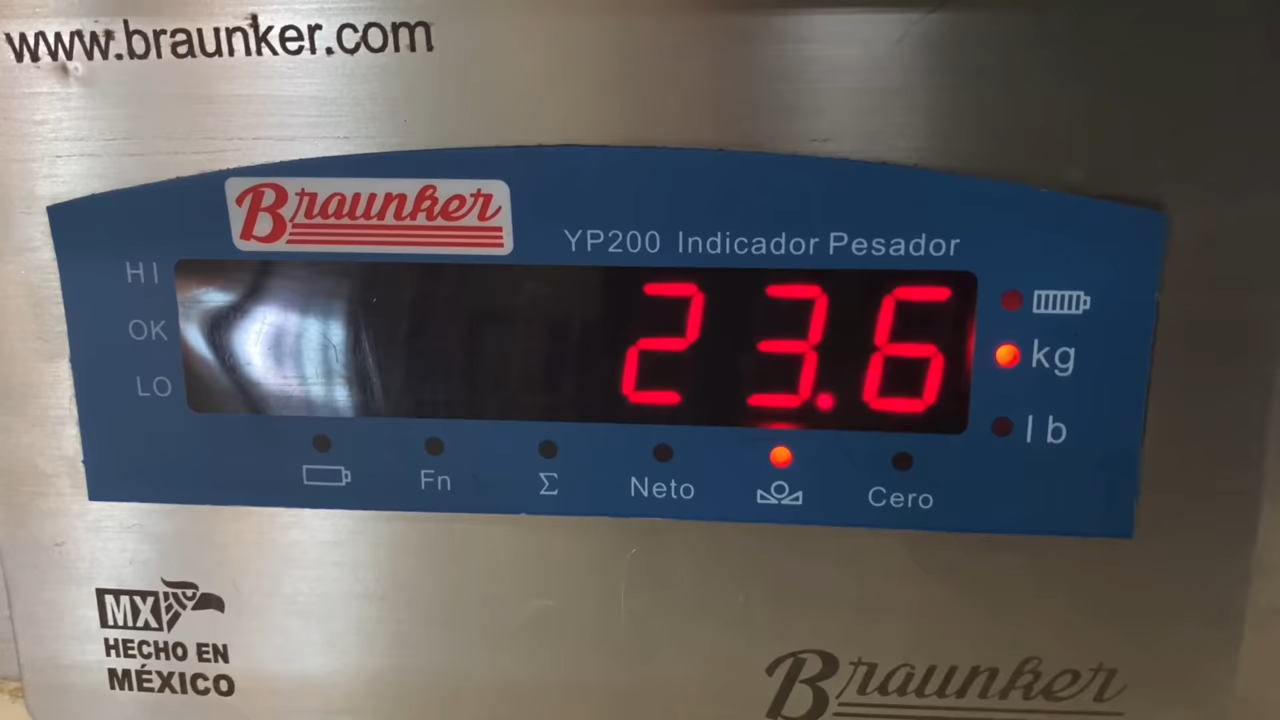 www.braunker.com
Braunker
YP200 Indicador Pesador
HI
OK
LO
23.6
kg
lb
Fn
Σ
Neto
Cero
MX
HECHO EN
MÉXICO
Braunker